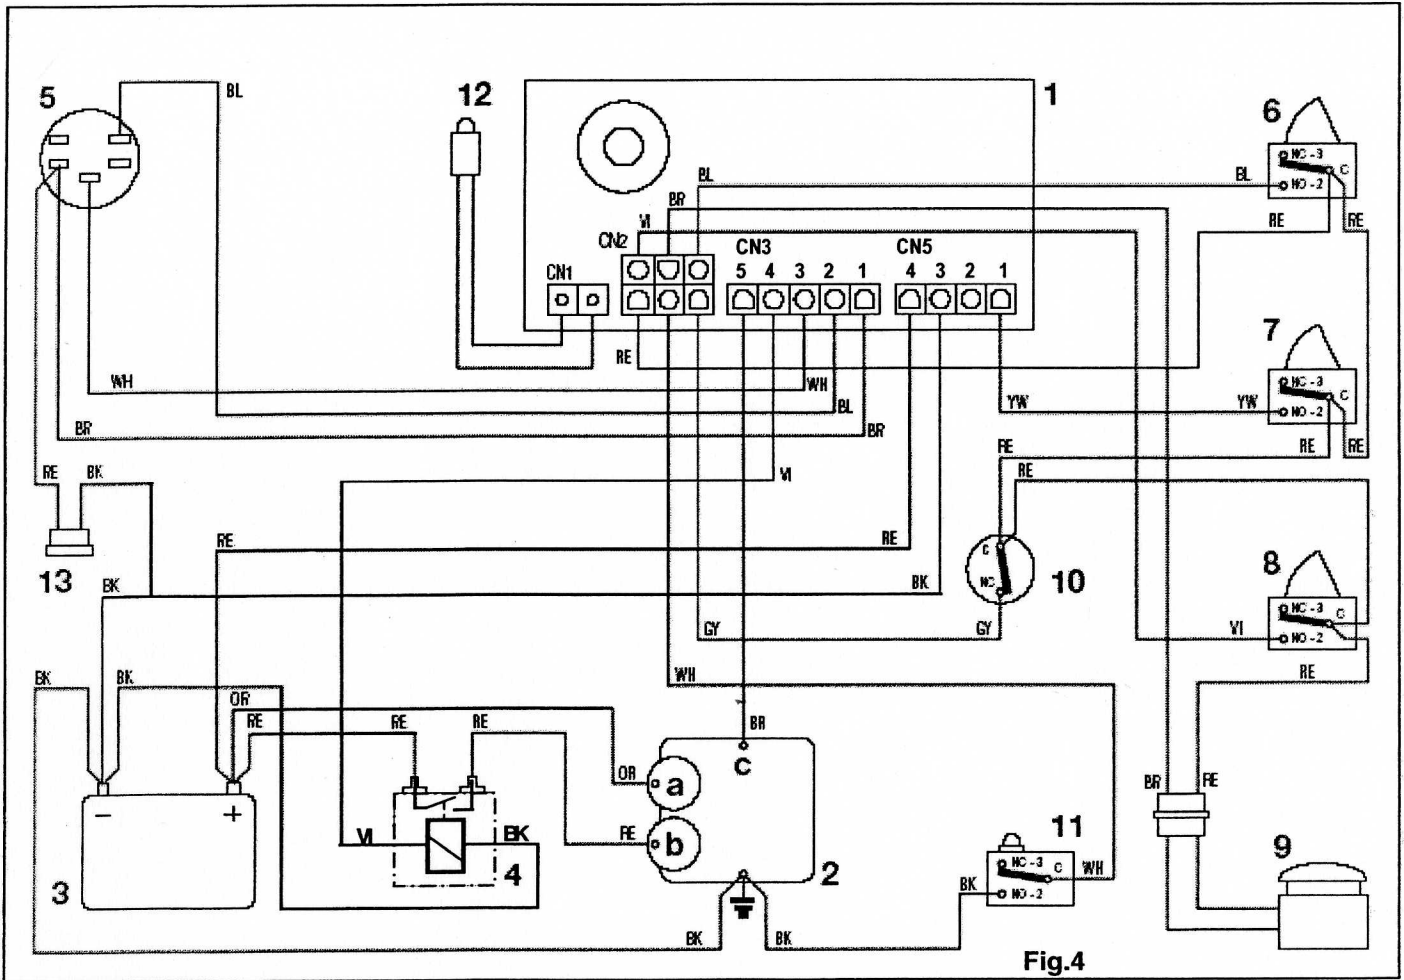 5
BL
12
1
6
NC-3
C
BL
BL
NO-2
BR
VI
RE
RE
CN2
CN3
CN5
CN1
5 4 3 2 1
4 3 2 1
7
RE
NC-3
C
WH
WH
YW
YW
NO-2
BL
BR
BR
RE
RE
RE
RE
BK
RE
VI
RE
RE
C
8
13
10
NC
BK
BK
NC-3
C
GY
GY
VI
NO-2
WH
RE
BK
BK
OR
RE
RE
RE
BR
C
OR
a
BR
RE
−
+
11
VI
BK
RE
b
9
NC-3
C
WH
3
4
2
BK
NO-2
BK
BK
Fig.4